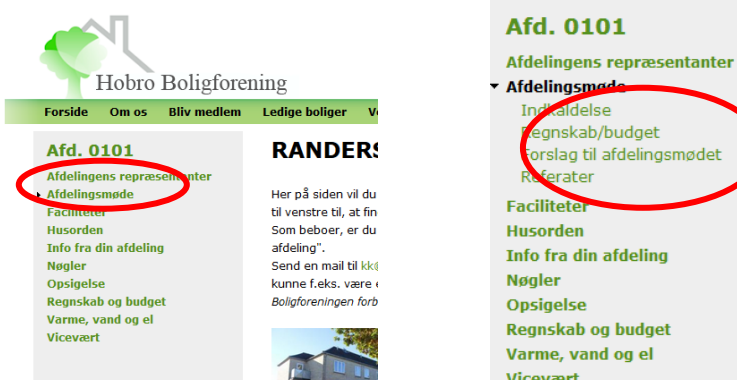 Hobro Boligforening
Forside Om os Bliv medlem Ledige boliger
Afd. 0101
Afdelingens repræsentanter
Afdelingsmøde
Faciliteter
Husorden
Info fra din afdeling
Nøgler
Opsigelse
Regnskab og budget
Varme, vand og el
Vicevært
RANDERS
Her på siden vil du
til venstre til, at fin
Som beboer, er du
afdeling".
Send en mail til kk@
kunne f.eks. være
Boligforeningen forb
Afd. 0101
Afdelingens repræsentanter
Afdelingsmøde
Indkaldelse
Regnskab/budget
Forslag til afdelingsmødet
Referater
Faciliteter
Husorden
Info fra din afdeling
Nøgler
Opsigelse
Regnskab og budget
Varme, vand og el
Vicevært